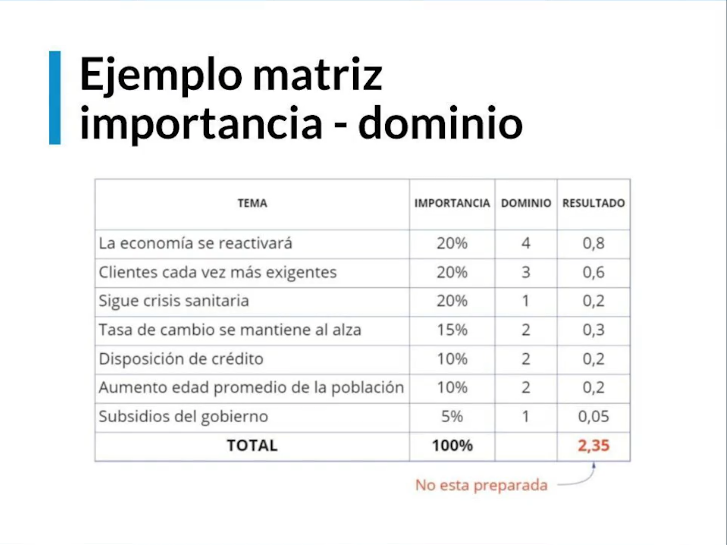 Ejemplo matriz
importancia - dominio
TEMA IMPORTANCIA DOMINIO RESULTADO
La economía se reactivará 20% 4 0,8
Clientes cada vez más exigentes 20% 3 0,6
Sigue crisis sanitaria 20% 1 0,2
Tasa de cambio se mantiene al alza 15% 2 0,3
Disposición de crédito 10% 2 0,2
Aumento edad promedio de la población 10% 2 0,2
Subsidios del gobierno 5% 1 0,05
TOTAL 100% 2,35
No esta preparada